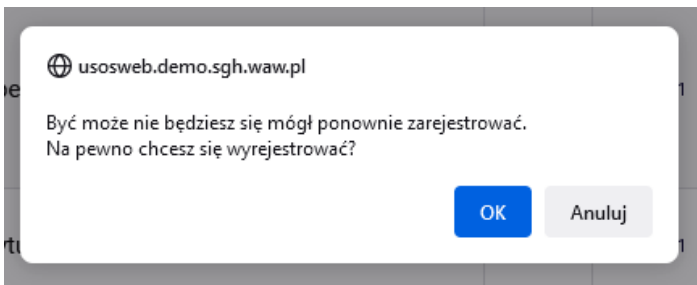 usosweb.demo.sgh.waw.pl
Być może nie będziesz się mógł ponownie zarejestrować.
Na pewno chcesz się wyrejestrować?
OK Anuluj